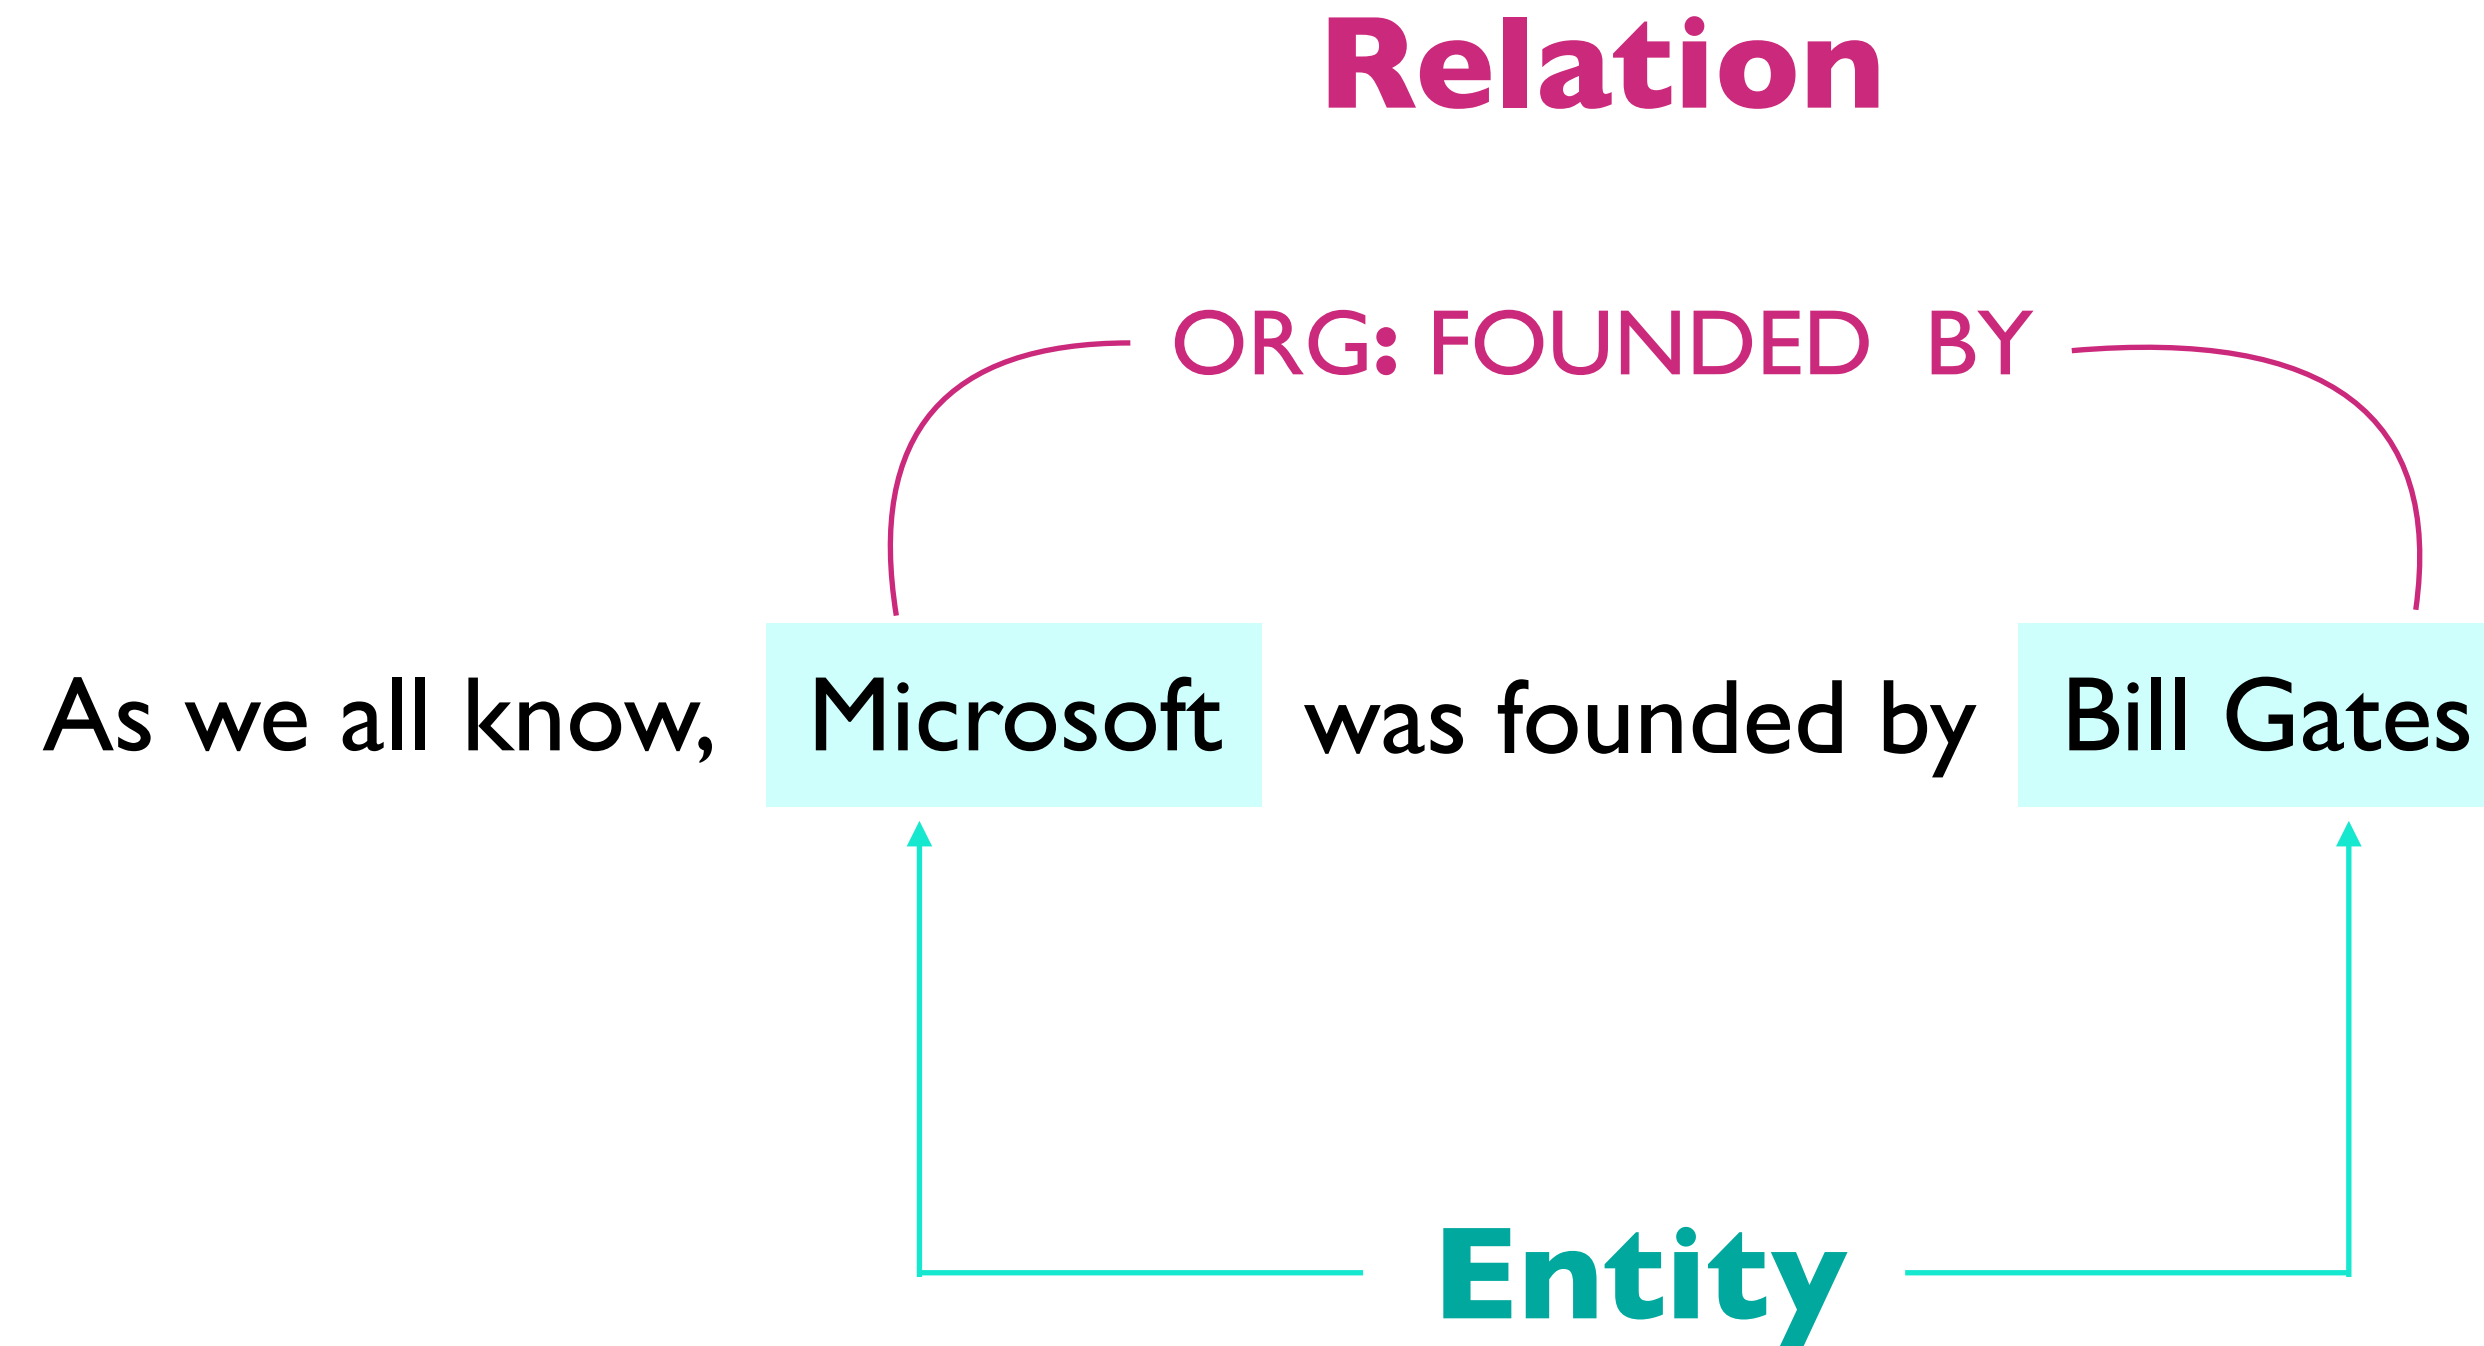 Relation
ORG: FOUNDED BY
As we all know, Microsoft was founded by Bill Gates
Entity